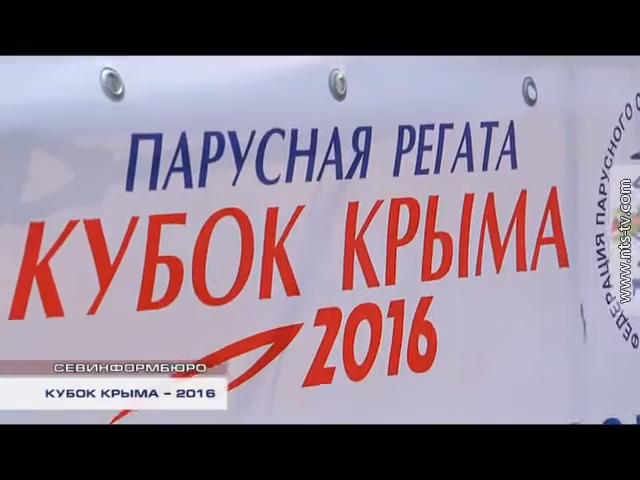 ПАРУСНАЯ РЕГАТА
КУБОК КРЫМА
2016
ФЕДЕРАЦИЯ ПАРУСНОГО
www.nts-tv.com
СЕВИНФОРМБЮРО
КУБОК КРЫМА – 2016